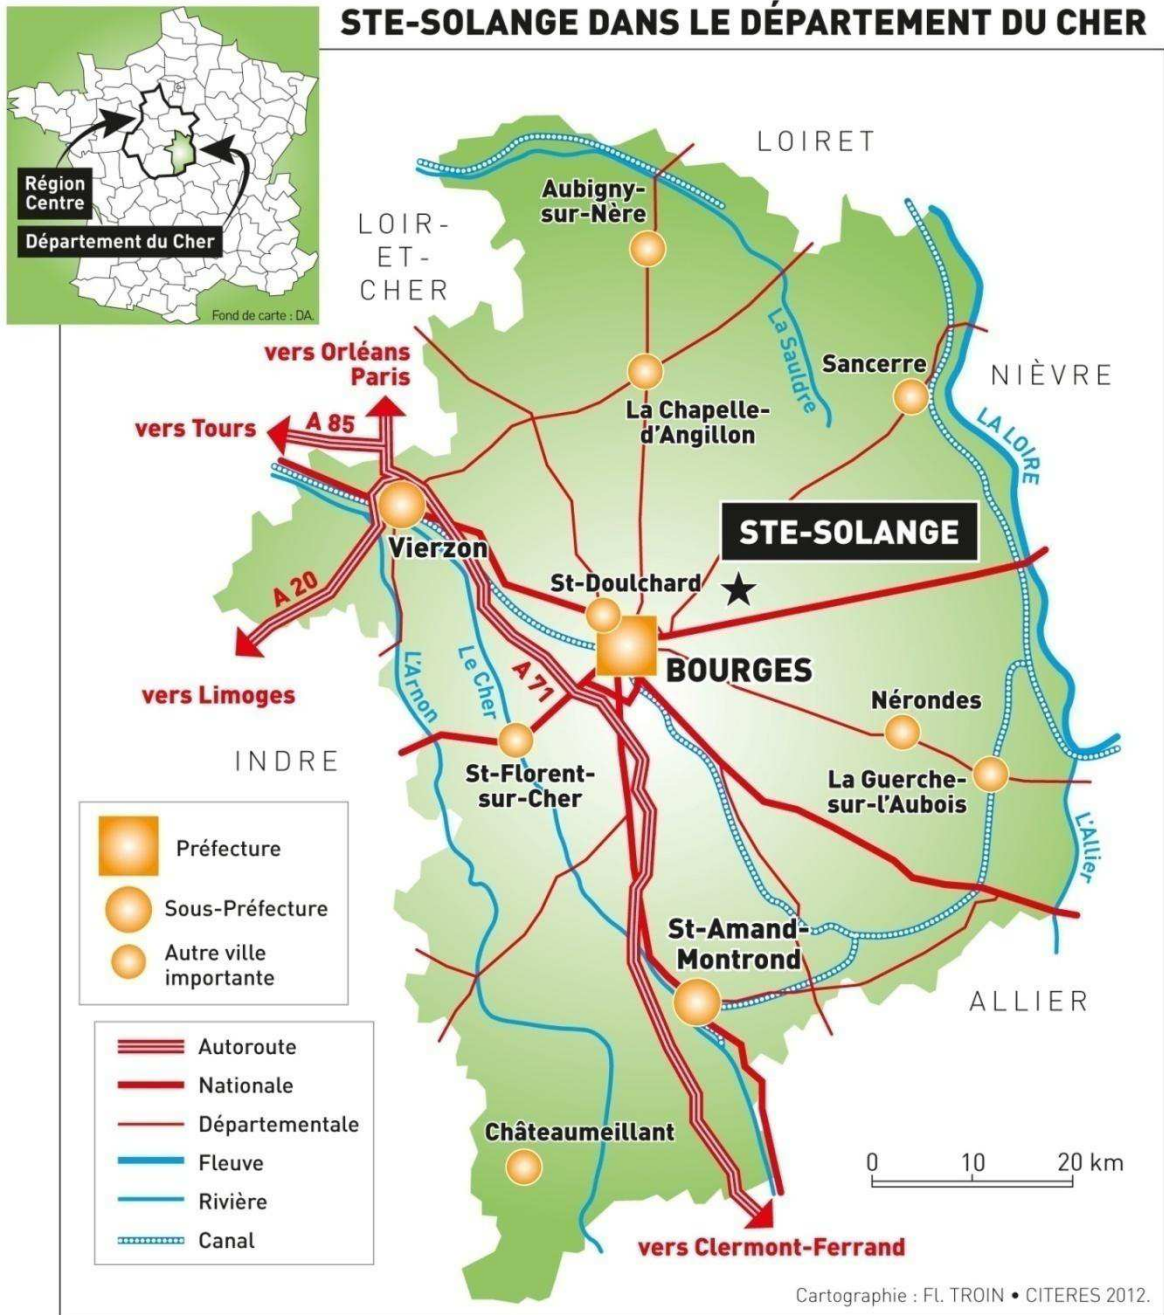 STE-SOLANGE DANS LE DÉPARTEMENT DU CHER
Région
Centre
Département du Cher
Fond de carte : DA.
LOIRET
LOIR-
ET-
CHER
Aubigny-
sur-Nère
La Sauldre
Sancerre
NIÈVRE
vers Orléans
Paris
vers Tours
A 85
La Chapelle-
d'Angillon
LA LOIRE
Vierzon
STE-SOLANGE
A 20
St-Doulchard
BOURGES
vers Limoges
L'Arnon
Le Cher
A 71
Nérondes
INDRE
St-Florent-
sur-Cher
La Guerche-
sur-l'Aubois
L'Allier
Préfecture
Sous-Préfecture
Autre ville
importante
St-Amand-
Montrond
ALLIER
Autoroute
Nationale
Départementale
Fleuve
Rivière
Canal
Châteaumeillant
0 10 20 km
vers Clermont-Ferrand
Cartographie : Fl. TROIN • CITERES 2012.